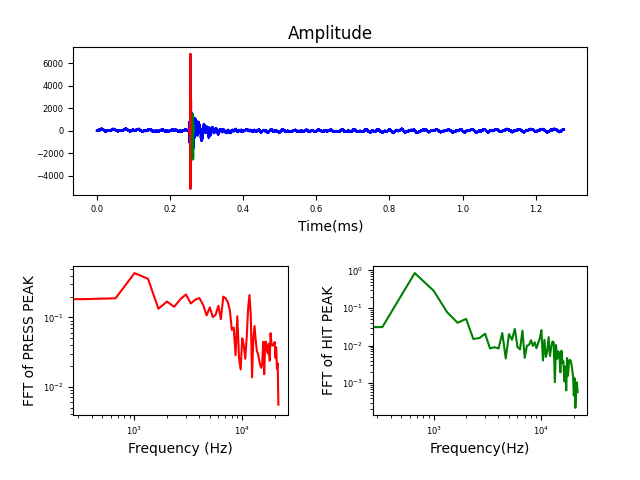 Amplitude
6000
4000
2000
0
−2000
−4000
0.0 0.2 0.4 0.6 0.8 1.0 1.2
Time(ms)
FFT of PRESS PEAK
10⁻¹
10⁻²
10³ 10⁴
Frequency (Hz)
FFT of HIT PEAK
10⁰
10⁻¹
10⁻²
10⁻³
10³ 10⁴
Frequency(Hz)